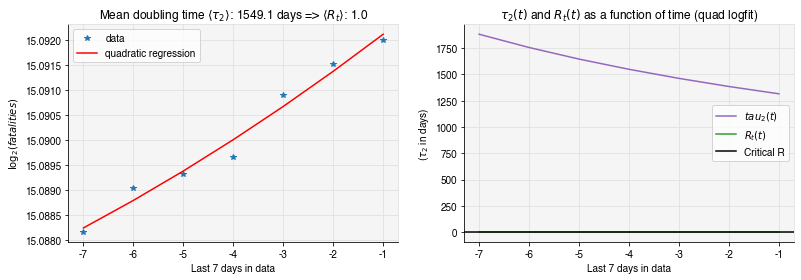 Mean doubling time ⟨τ₂⟩: 1549.1 days => ⟨Rₜ⟩: 1.0
data
quadratic regression
log₂(fatalities)
15.0920
15.0915
15.0910
15.0905
15.0900
15.0895
15.0890
15.0885
15.0880
-7 -6 -5 -4 -3 -2 -1
Last 7 days in data
τ₂(t) and Rₜ(t) as a function of time (quad logfit)
tau₂(t)
Rₜ(t)
Critical R
(τ₂ in days)
1750
1500
1250
1000
750
500
250
0
-7 -6 -5 -4 -3 -2 -1
Last 7 days in data